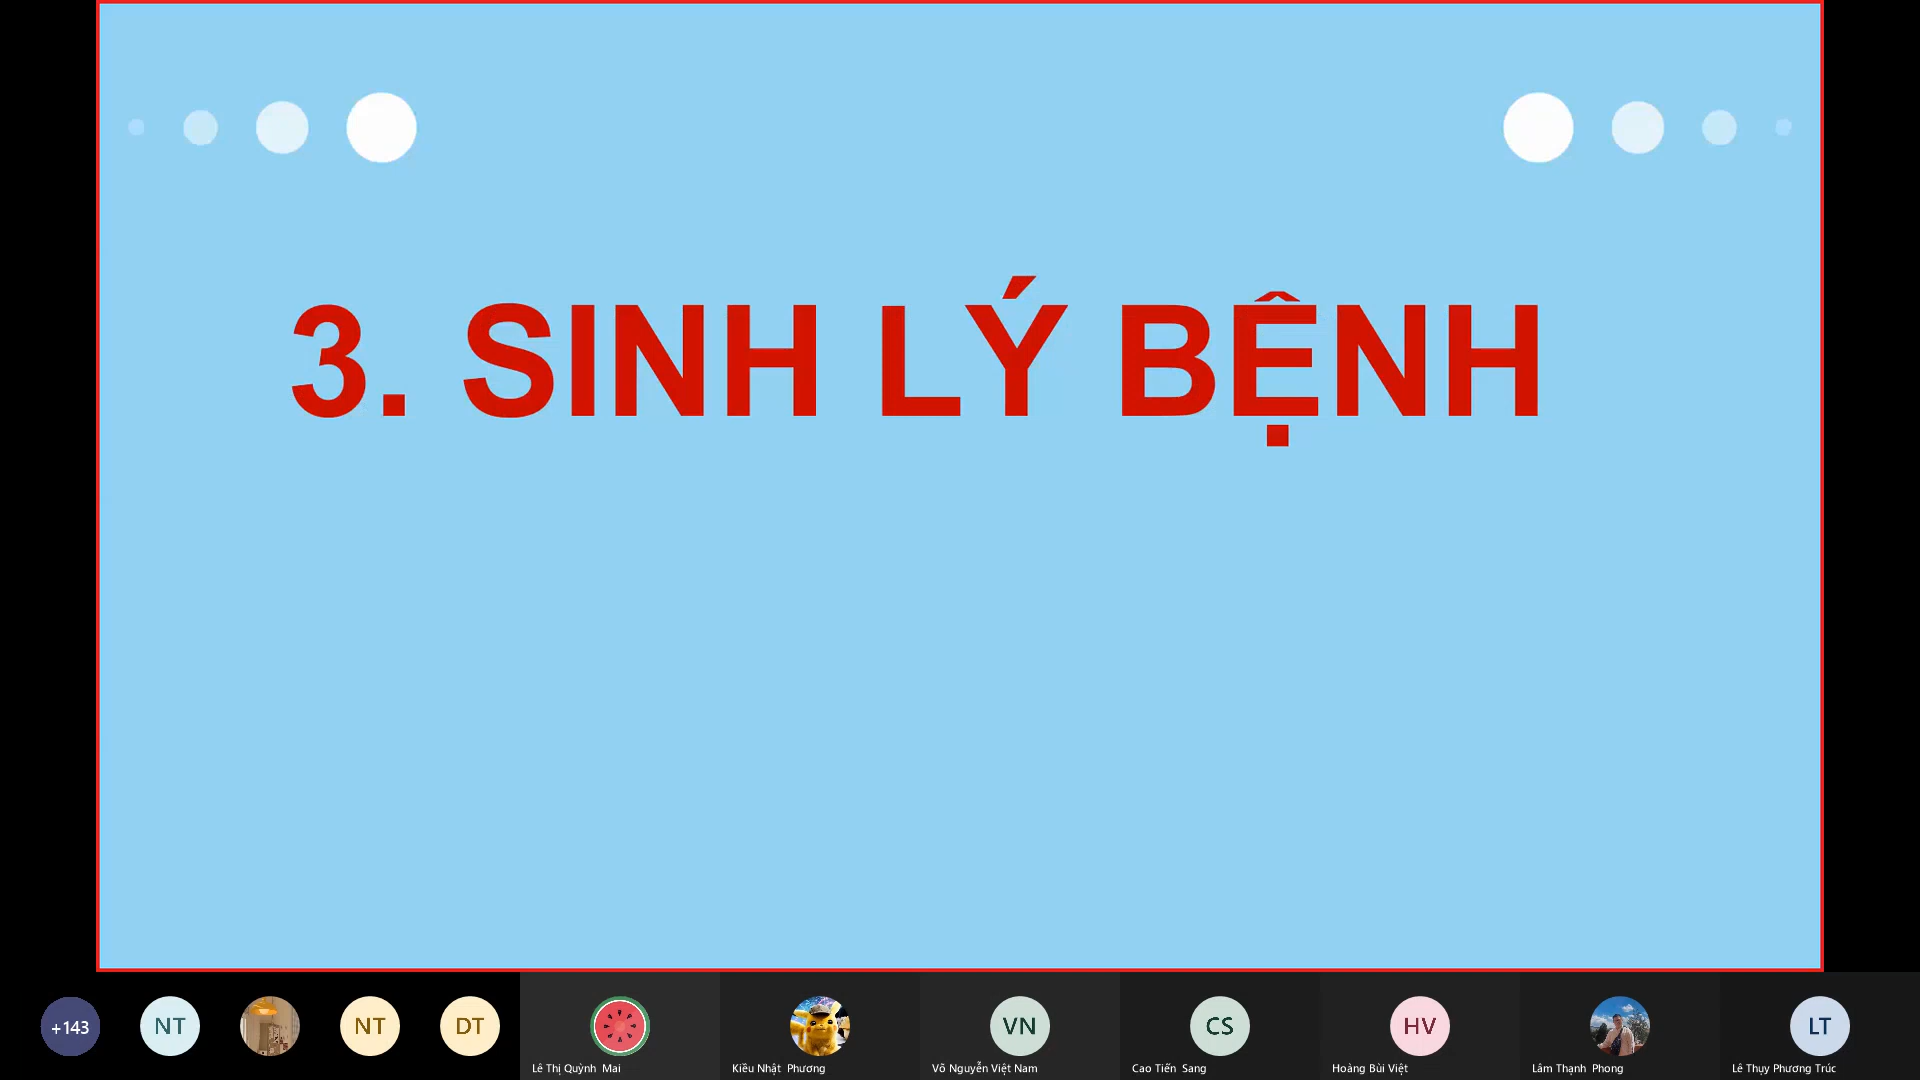 3. SINH LÝ BỆNH
+143
NT
NT
DT
VN
CS
HV
LT
Lê Thị Quỳnh Mai
Kiều Nhật Phương
Võ Nguyễn Việt Nam
Cao Tiến Sang
Hoàng Bùi Việt
Lâm Thạnh Phong
Lê Thụy Phương Trúc